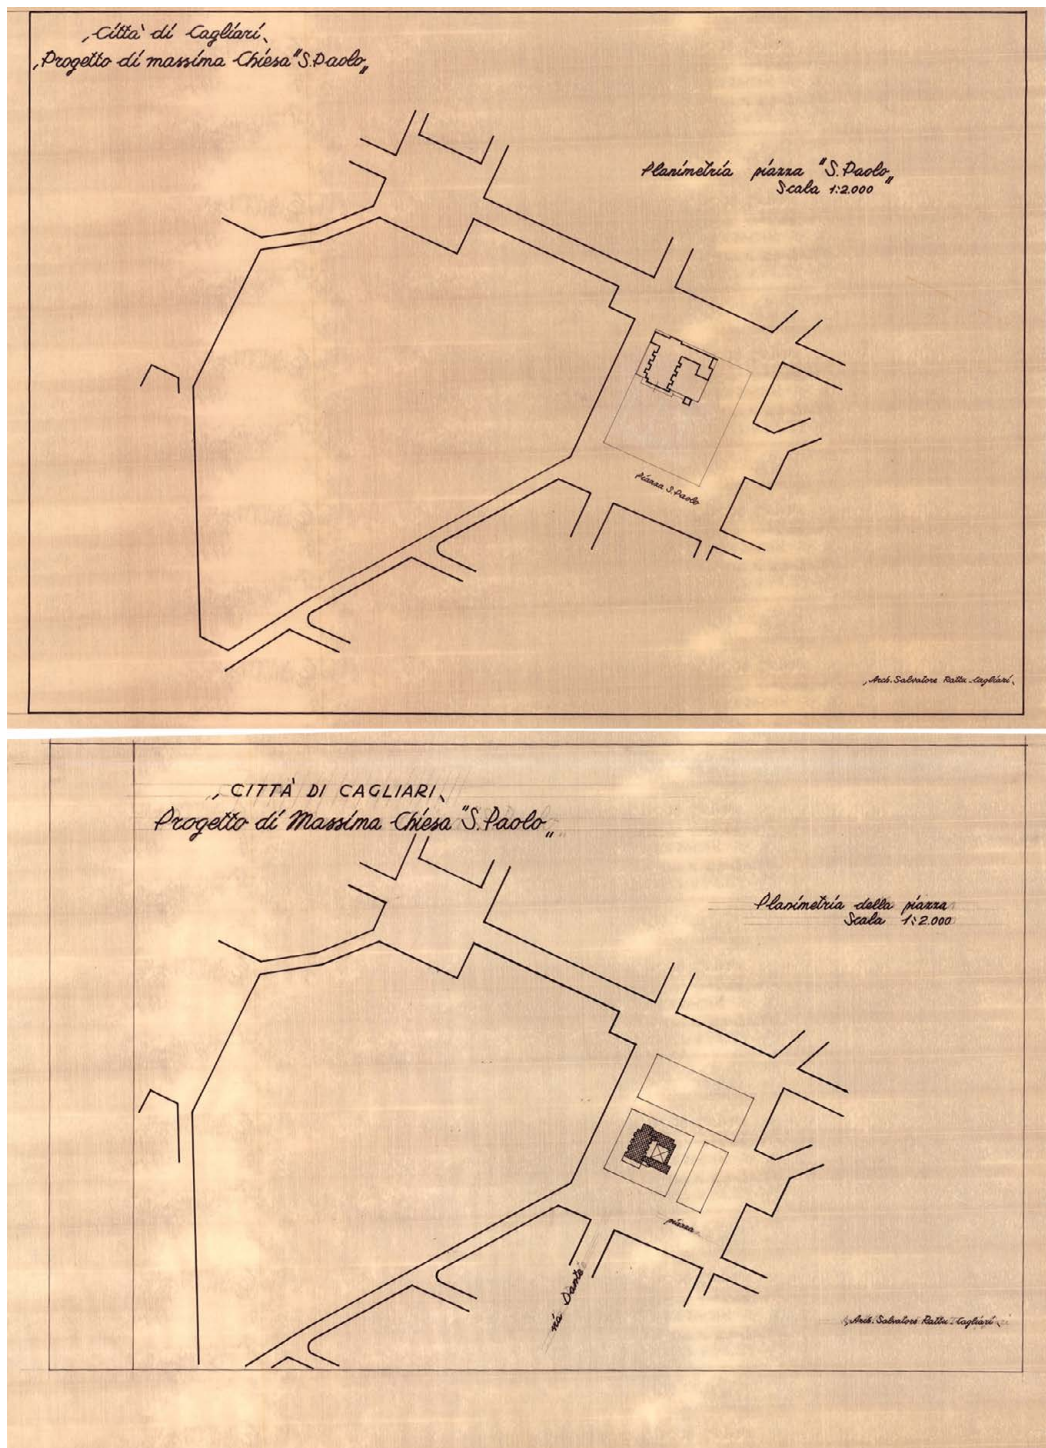 „Città di Cagliari„
„Progetto di massima Chiesa "S. Paolo„
Planimetria piazza "S. Paolo„
Scala 1:2.000
piazza S. Paolo
„Arch. Salvatore Rattu - Cagliari„
„CITTÀ DI CAGLIARI„
Progetto di Massima Chiesa "S. Paolo„
Planimetria della piazza
Scala 1:2.000
piazza
via Dante
„Arch. Salvatore Rattu - Cagliari„